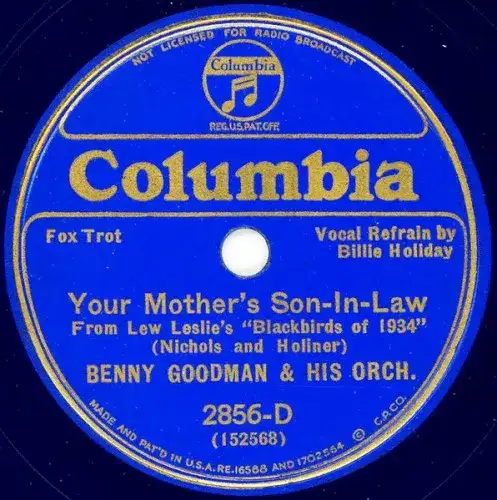 NOT LICENSED FOR RADIO BROADCAST
Columbia
REG.U.S.PAT.OFF.
Columbia
Fox Trot
Vocal Refrain by
Billie Holiday
Your Mother's Son-In-Law
From Lew Leslie's "Blackbirds of 1934"
(Nichols and Holiner)
BENNY GOODMAN & HIS ORCH.
2856-D
(152568)
MADE AND PAT'D IN U.S.A. RE.16588 AND 1702564 © C.P.CO.